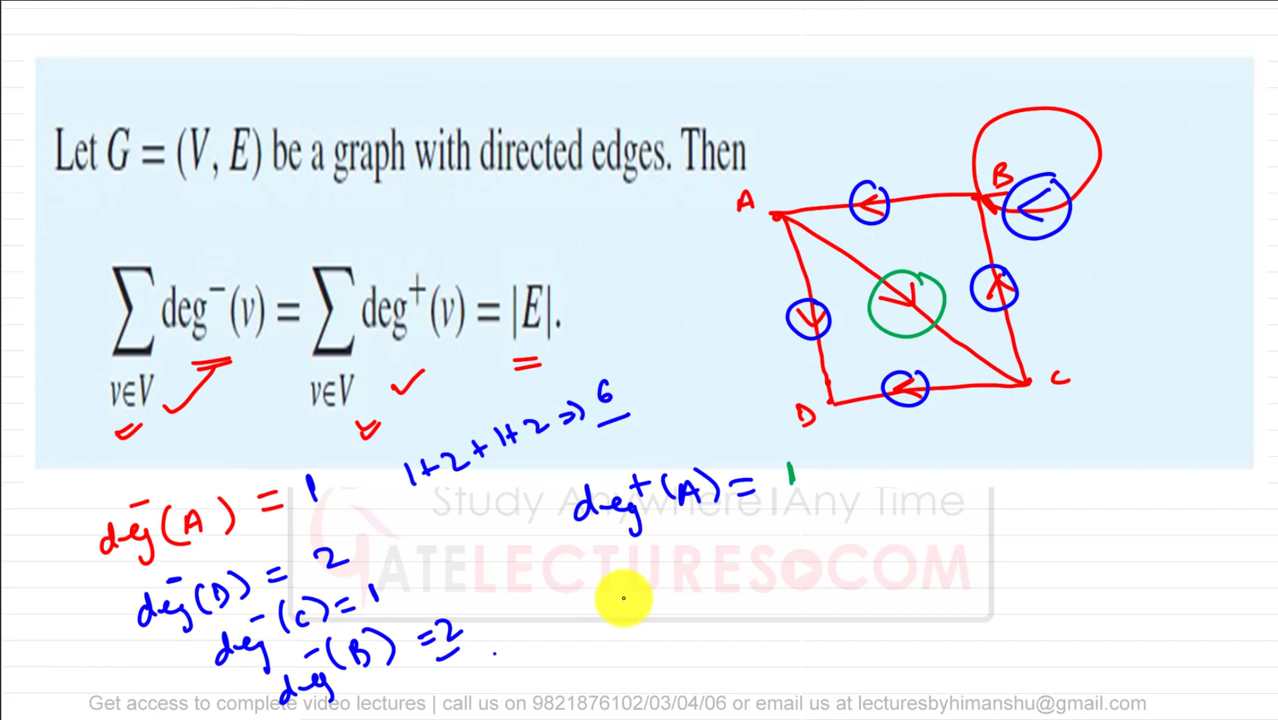 Let G = (V, E) be a graph with directed edges. Then
∑ deg⁻(v) = ∑ deg⁺(v) = |E|.
v∈V v∈V
A
B
C
D
1+2+1+2 ⇒ 6
deg⁻(A) = 1
deg⁻(D) = 2
deg⁻(C) = 1
deg⁻(B) = 2
deg⁺(A) = 1
Study Anywhere | Any Time
GATELECTURES.COM
Get access to complete video lectures | call us on 9821876102/03/04/06 or email us at lecturesbyhimanshu@gmail.com